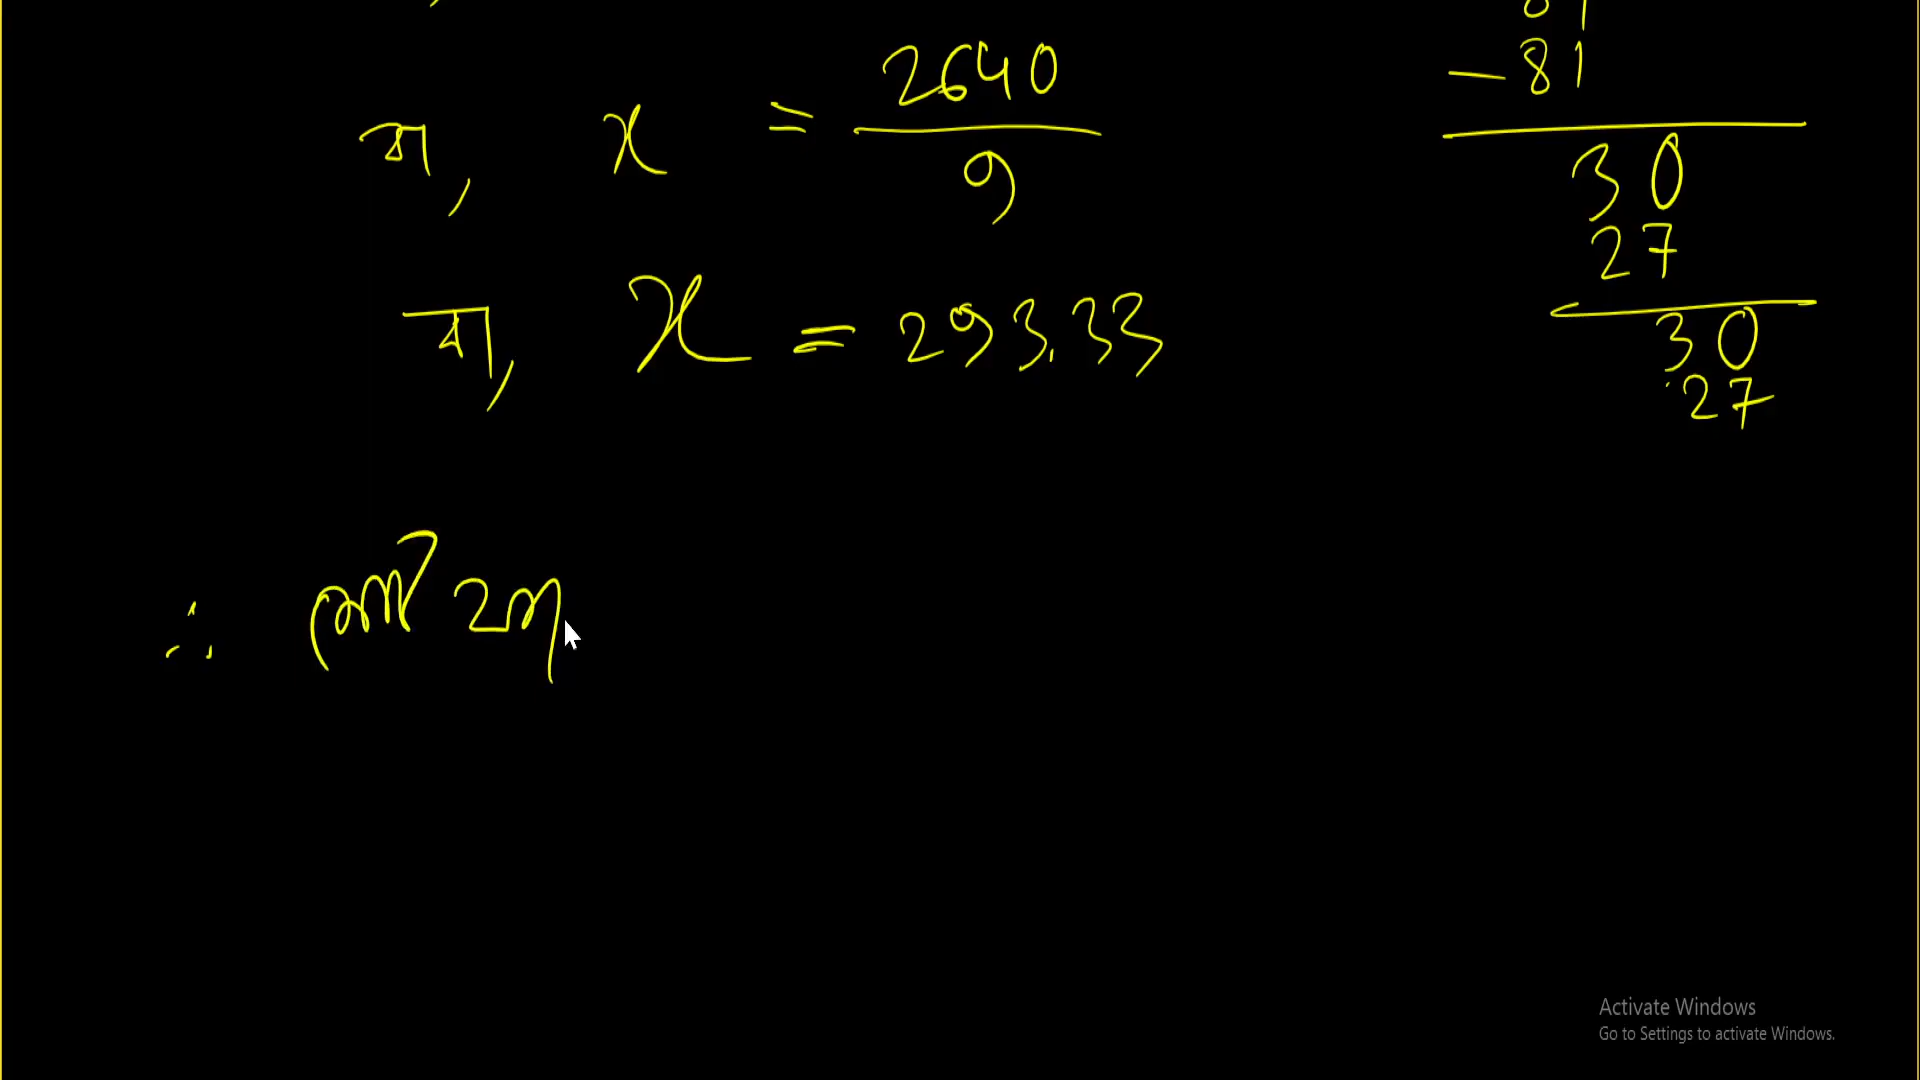 বা, x = 2640/9
বা, x = 293.33
∴
- 81
30
27
30
27
Activate Windows
Go to Settings to activate Windows.